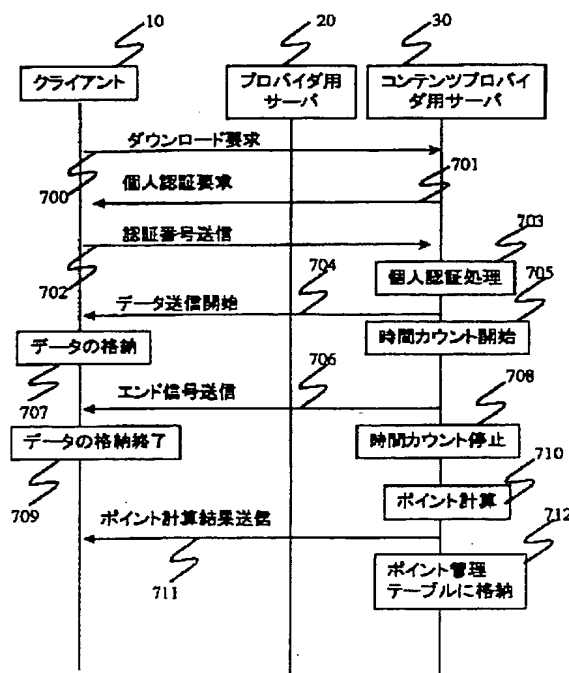 10
20
30
クライアント
プロバイダ用
サーバ
コンテンツプロバイ
ダ用サーバ
ダウンロード要求
700
個人認証要求
701
認証番号送信
702
703
個人認証処理
704
データ送信開始
705
時間カウント開始
データの格納
707
706
エンド信号送信
708
時間カウント停止
データの格納終了
709
710
ポイント計算
ポイント計算結果送信
711
712
ポイント管理
テーブルに格納